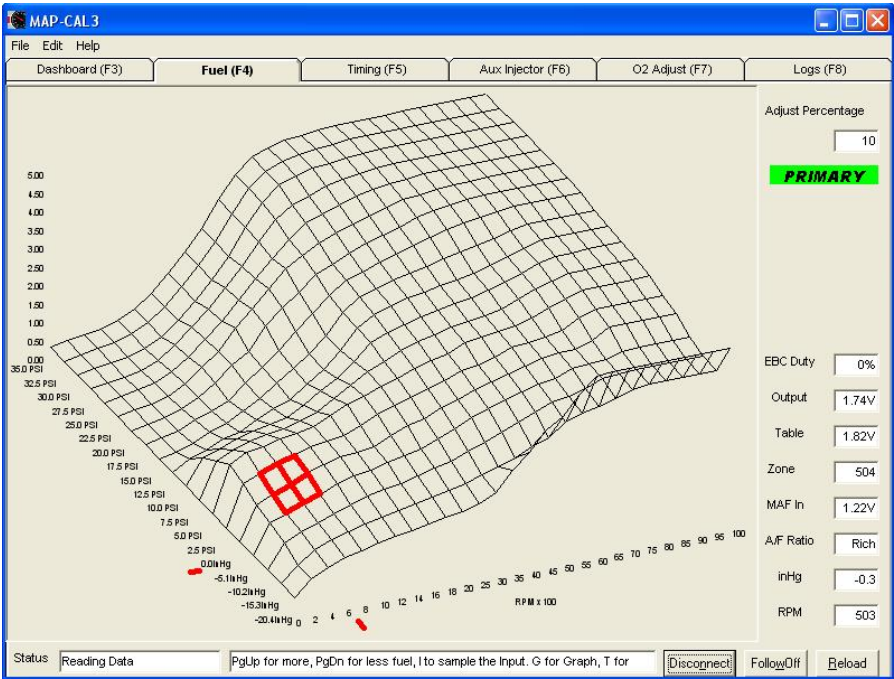 MAP-CAL3
File Edit Help
Dashboard (F3) Fuel (F4) Timing (F5) Aux Injector (F6) O2 Adjust (F7) Logs (F8)
Adjust Percentage
10
PRIMARY
5.00
4.50
4.00
3.50
3.00
2.50
2.00
1.50
1.00
0.50
0.00
35.0 PSI
32.5 PSI
30.0 PSI
27.5 PSI
25.0 PSI
22.5 PSI
20.0 PSI
17.5 PSI
15.0 PSI
12.5 PSI
10.0 PSI
7.5 PSI
5.0 PSI
2.5 PSI
0.0inHg
-5.1inHg
-10.2inHg
-15.3inHg
-20.4inHg
0 2 4 6 8 10 12 14 16 18 20 25 30 35 40 45 50 55 60 65 70 75 80 85 90 95 100
RPM x 100
EBC Duty 0%
Output 1.74V
Table 1.82V
Zone 504
MAF In 1.22V
A/F Ratio Rich
inHg -0.3
RPM 503
Status Reading Data PgUp for more, PgDn for less fuel, I to sample the Input. G for Graph, T for Disconnect FollowOff Reload